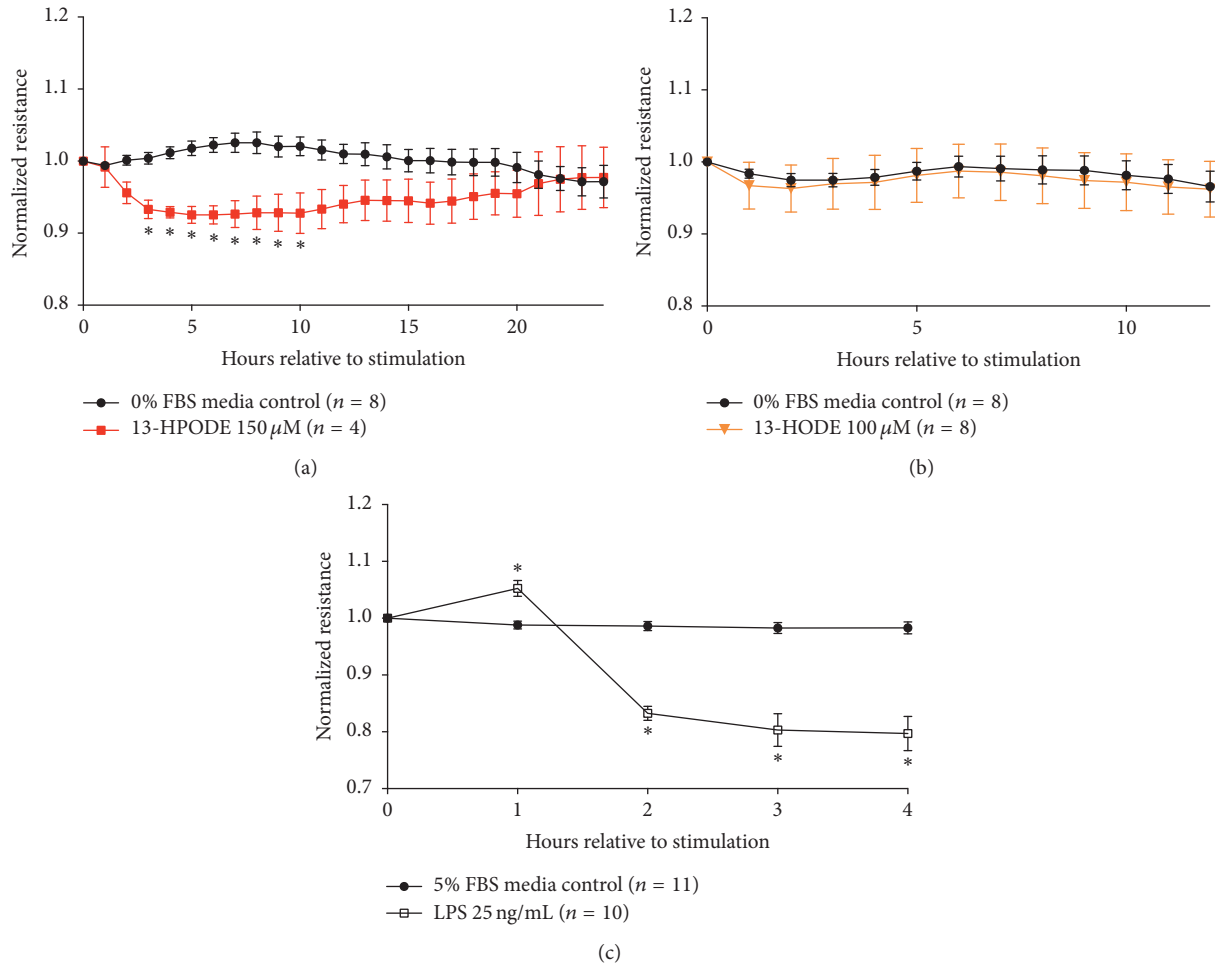 1.2
1.1
1.0
0.9
0.8
Normalized resistance
* * * * * * * *
0 5 10 15 20
Hours relative to stimulation
0% FBS media control (n = 8)
13-HPODE 150 μM (n = 4)
(a)
1.2
1.1
1.0
0.9
0.8
Normalized resistance
0 5 10
Hours relative to stimulation
0% FBS media control (n = 8)
13-HODE 100 μM (n = 8)
(b)
1.2
1.1
1.0
0.9
0.8
0.7
Normalized resistance
* * * *
0 1 2 3 4
Hours relative to stimulation
5% FBS media control (n = 11)
LPS 25 ng/mL (n = 10)
(c)